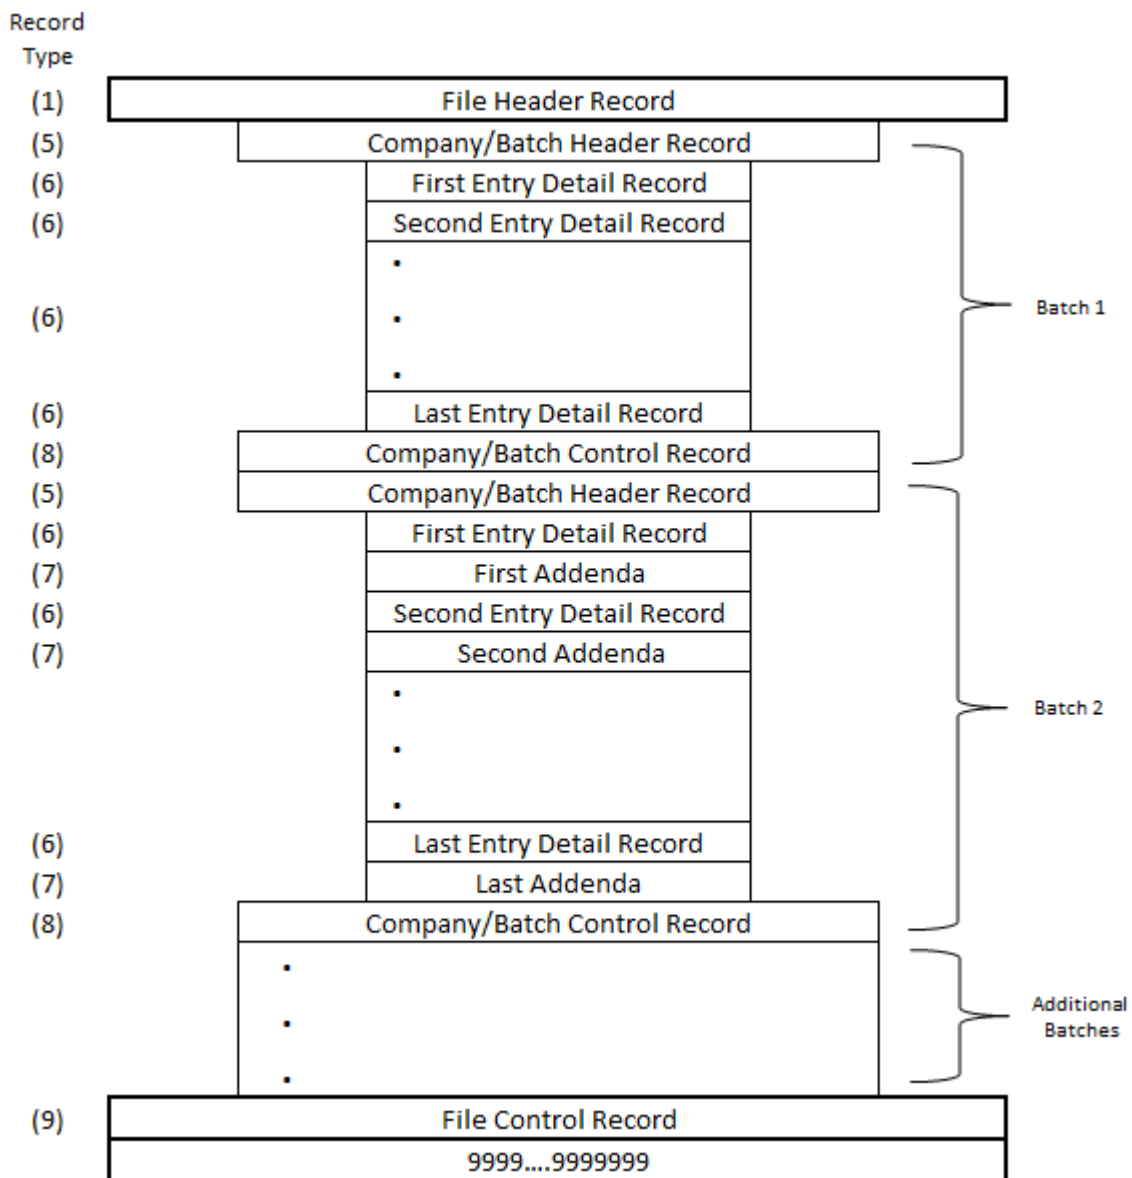 Record
Type
(1) File Header Record
(5) Company/Batch Header Record
(6) First Entry Detail Record
(6) Second Entry Detail Record
(6) Batch 1
(6) Last Entry Detail Record
(8) Company/Batch Control Record
(5) Company/Batch Header Record
(6) First Entry Detail Record
(7) First Addenda
(6) Second Entry Detail Record
(7) Second Addenda
Batch 2
(6) Last Entry Detail Record
(7) Last Addenda
(8) Company/Batch Control Record
Additional
Batches
(9) File Control Record
9999....9999999